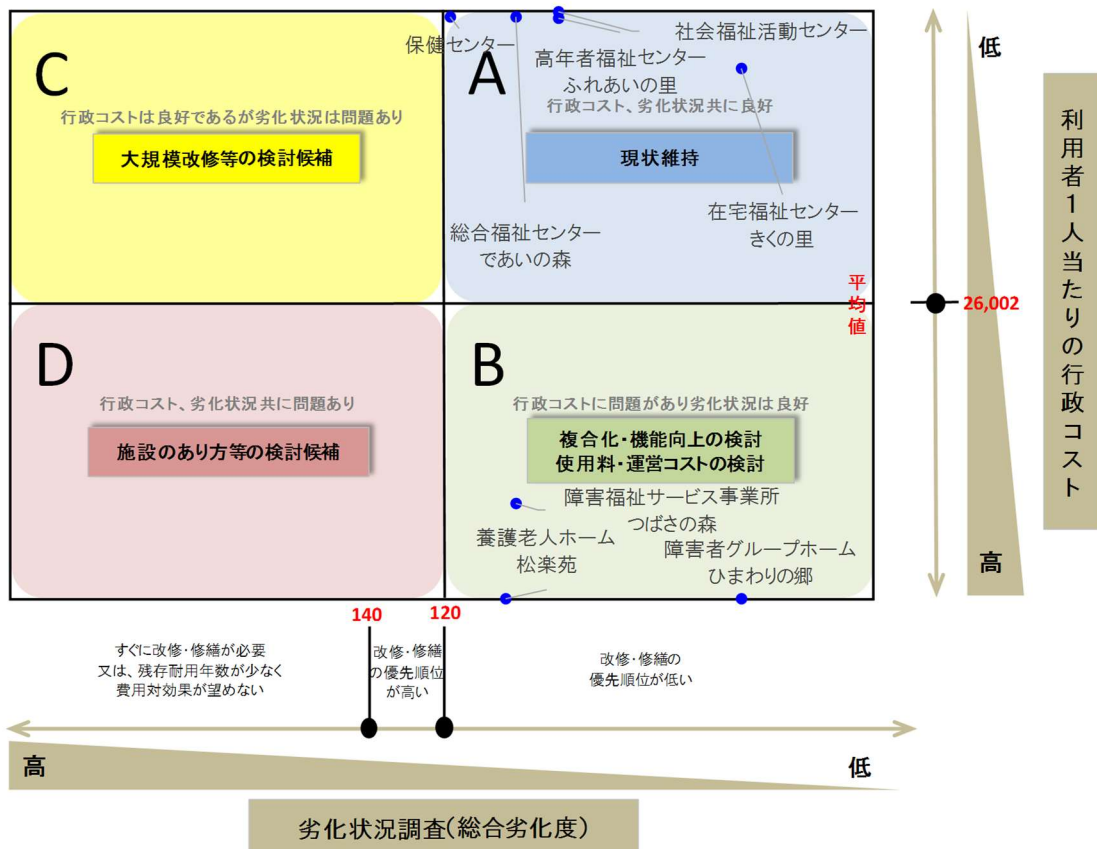 C
行政コストは良好であるが劣化状況は問題あり
大規模改修等の検討候補
A
保健センター
社会福祉活動センター
高年者福祉センター
ふれあいの里
行政コスト、劣化状況共に良好
現状維持
総合福祉センター
であいの森
在宅福祉センター
きくの里
平均値
D
行政コスト、劣化状況共に問題あり
施設のあり方等の検討候補
B
行政コストに問題があり劣化状況は良好
複合化・機能向上の検討
使用料・運営コストの検討
障害福祉サービス事業所
つばさの森
養護老人ホーム
松楽苑
障害者グループホーム
ひまわりの郷
低
26,002
高
利用者1人当たりの行政コスト
140
120
すぐに改修・修繕が必要
又は、残存耐用年数が少なく
費用対効果が望めない
改修・修繕
の優先順位
が高い
改修・修繕の
優先順位が低い
高
低
劣化状況調査(総合劣化度)